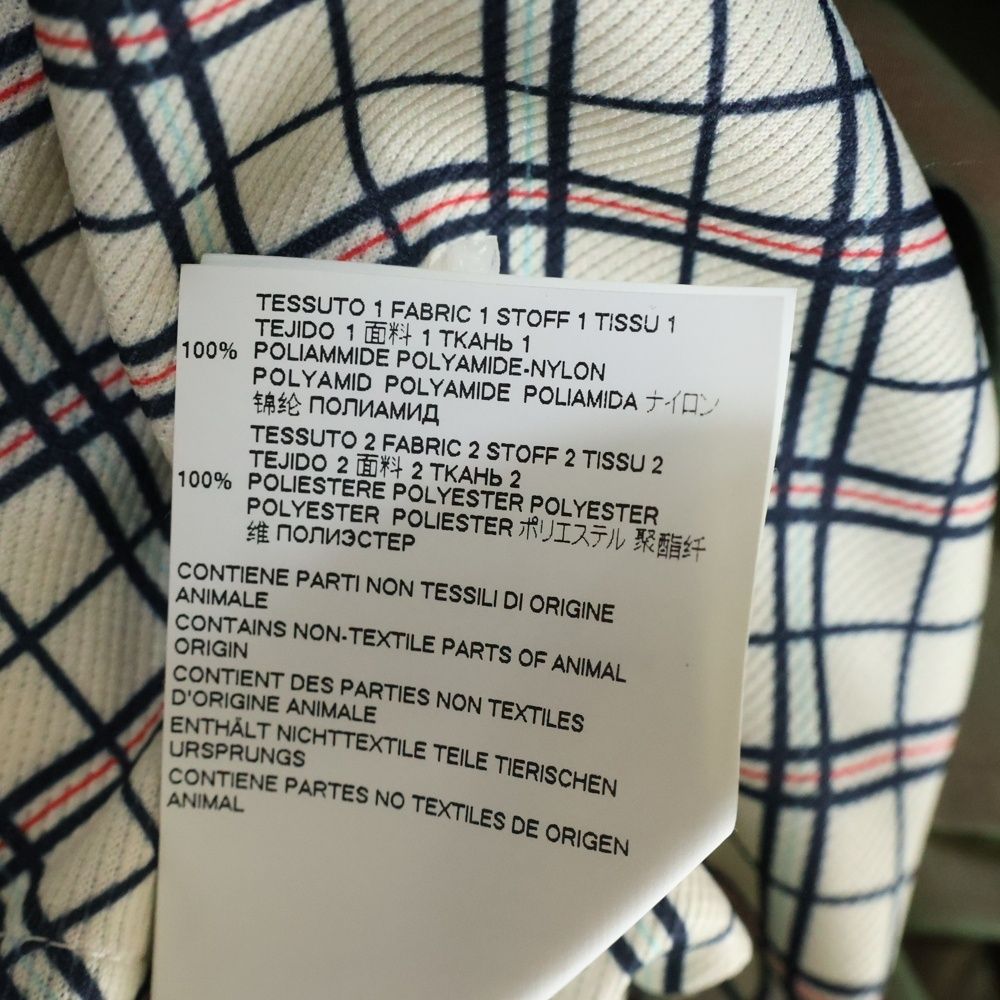 TESSUTO 1 FABRIC 1 STOFF 1 TISSU 1
TEJIDO 1 面料 1 ТКАНЬ 1
100% POLIAMMIDE POLYAMIDE-NYLON
POLYAMID POLYAMIDE POLIAMIDA ナイロン
锦纶 ПОЛИАМИД
TESSUTO 2 FABRIC 2 STOFF 2 TISSU 2
TEJIDO 2 面料 2 ТКАНЬ 2
100% POLIESTERE POLYESTER POLYESTER
POLYESTER POLIESTER ポリエステル 聚酯纤
维 ПОЛИЭСТЕР
CONTIENE PARTI NON TESSILI DI ORIGINE
ANIMALE
CONTAINS NON-TEXTILE PARTS OF ANIMAL
ORIGIN
CONTIENT DES PARTIES NON TEXTILES
D'ORIGINE ANIMALE
ENTHÄLT NICHTTEXTILE TEILE TIERISCHEN
URSPRUNGS
CONTIENE PARTES NO TEXTILES DE ORIGEN
ANIMAL